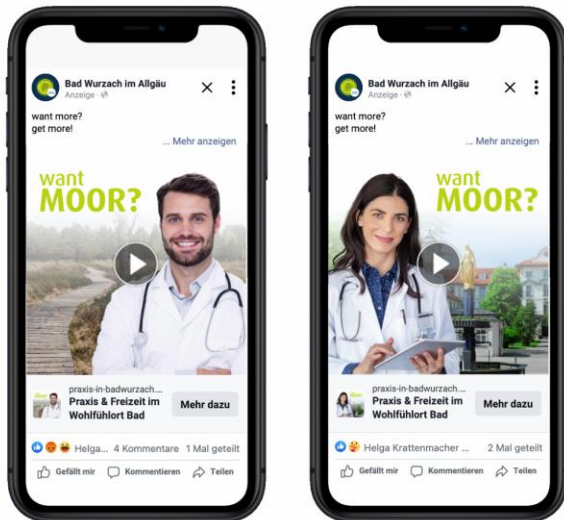 Bad Wurzach im Allgäu
Anzeige ·
want more?
get more!
... Mehr anzeigen
want
MOOR?
praxis-in-badwurzach....
Praxis & Freizeit im
Wohlfühlort Bad
Mehr dazu
Helga... 4 Kommentare 1 Mal geteilt
Gefällt mir Kommentieren Teilen
Bad Wurzach im Allgäu
Anzeige ·
want more?
get more!
... Mehr anzeigen
want
MOOR?
praxis-in-badwurzach....
Praxis & Freizeit im
Wohlfühlort Bad
Mehr dazu
Helga Krattenmacher ... 2 Mal geteilt
Gefällt mir Kommentieren Teilen